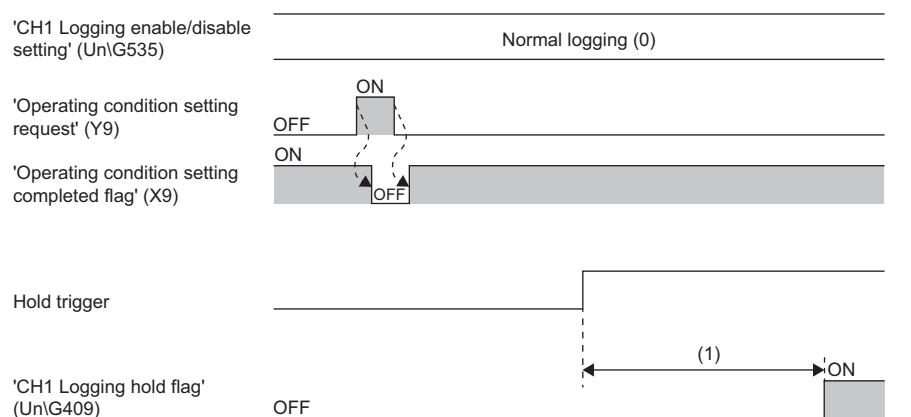 'CH1 Logging enable/disable
setting' (Un\G535)
Normal logging (0)
ON
'Operating condition setting
request' (Y9)
OFF
ON
'Operating condition setting
completed flag' (X9)
OFF
Hold trigger
(1)
ON
'CH1 Logging hold flag'
(Un\G409)
OFF